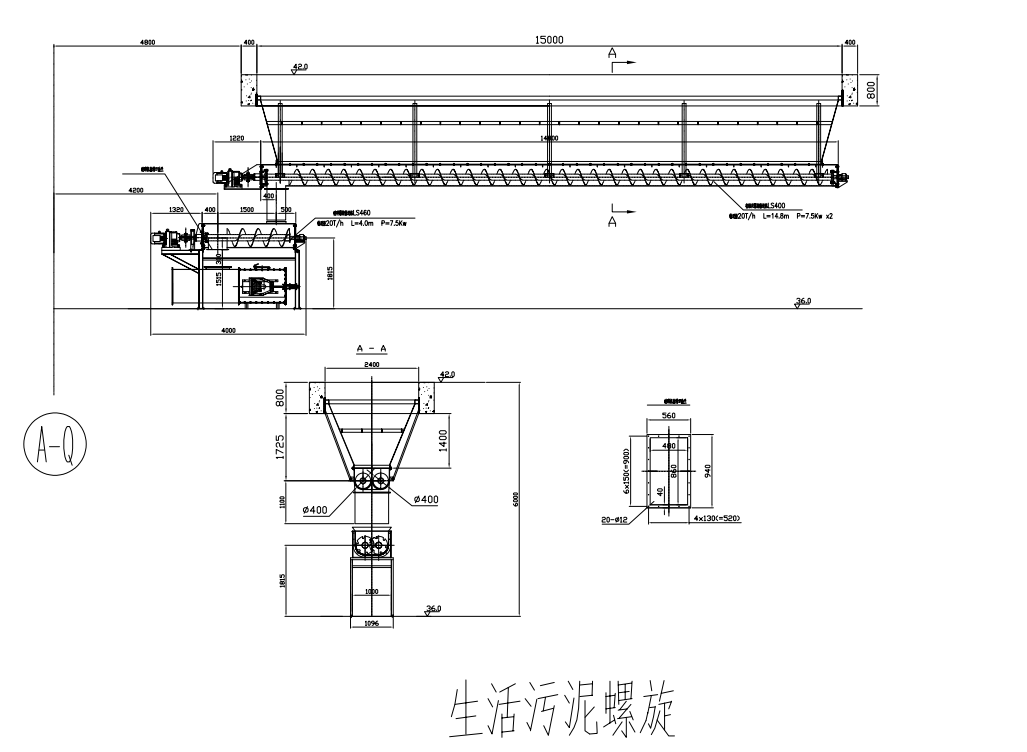 4800
400
15000
400
A
42.0
800
1220
4200
400
1320
400
1500
500
LS460
20T/h L=4.0m P=7.5Kw
LS400
20T/h L=14.8m P=7.5Kw x2
A
1515
1815
36.0
4000
A - A
2400
42.0
800
1725
1400
1100
Ø400
Ø400
6000
1815
1000
36.0
1096
A-Q
560
480
6x150(=900)
860
940
40
20-Ø12
4x130(=520)
生活污泥螺旋